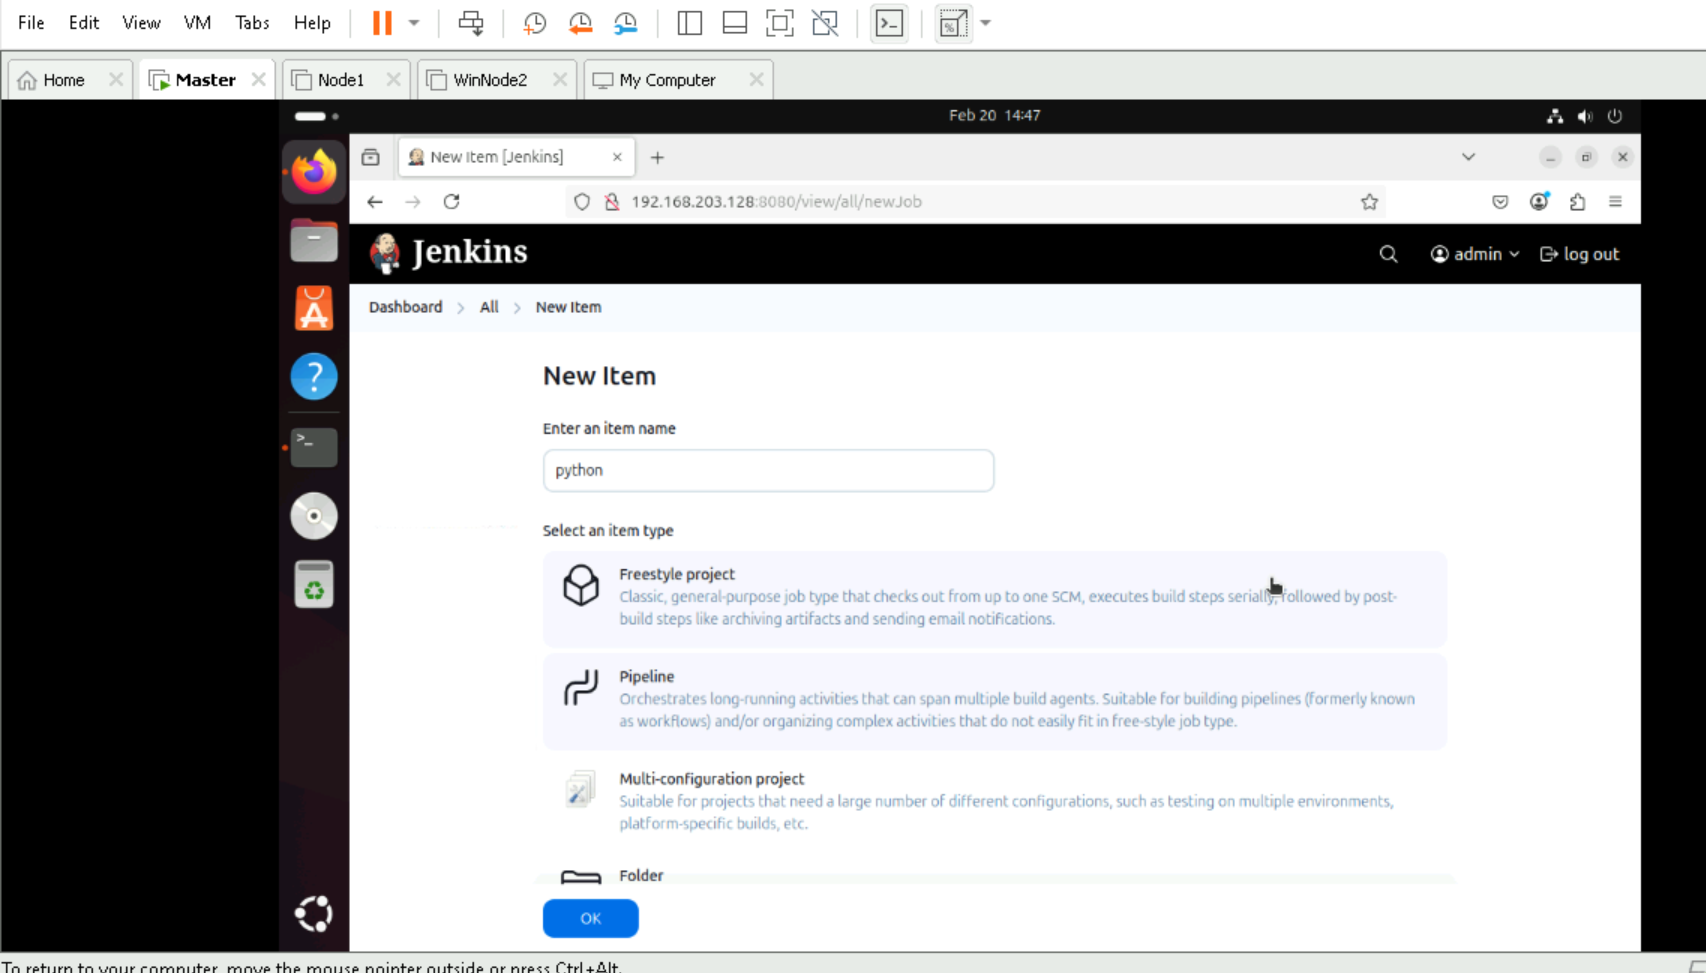 File Edit View VM Tabs Help
Home Master Node1 WinNode2 My Computer
Feb 20 14:47
New Item [Jenkins]
192.168.203.128:8080/view/all/newJob
Jenkins
admin log out
Dashboard > All > New Item
New Item
Enter an item name
python
Select an item type
Freestyle project
Classic, general-purpose job type that checks out from up to one SCM, executes build steps serially, followed by post-
build steps like archiving artifacts and sending email notifications.
Pipeline
Orchestrates long-running activities that can span multiple build agents. Suitable for building pipelines (formerly known
as workflows) and/or organizing complex activities that do not easily fit in free-style job type.
Multi-configuration project
Suitable for projects that need a large number of different configurations, such as testing on multiple environments,
platform-specific builds, etc.
Folder
OK
To return to your computer, move the mouse pointer outside or press Ctrl+Alt.